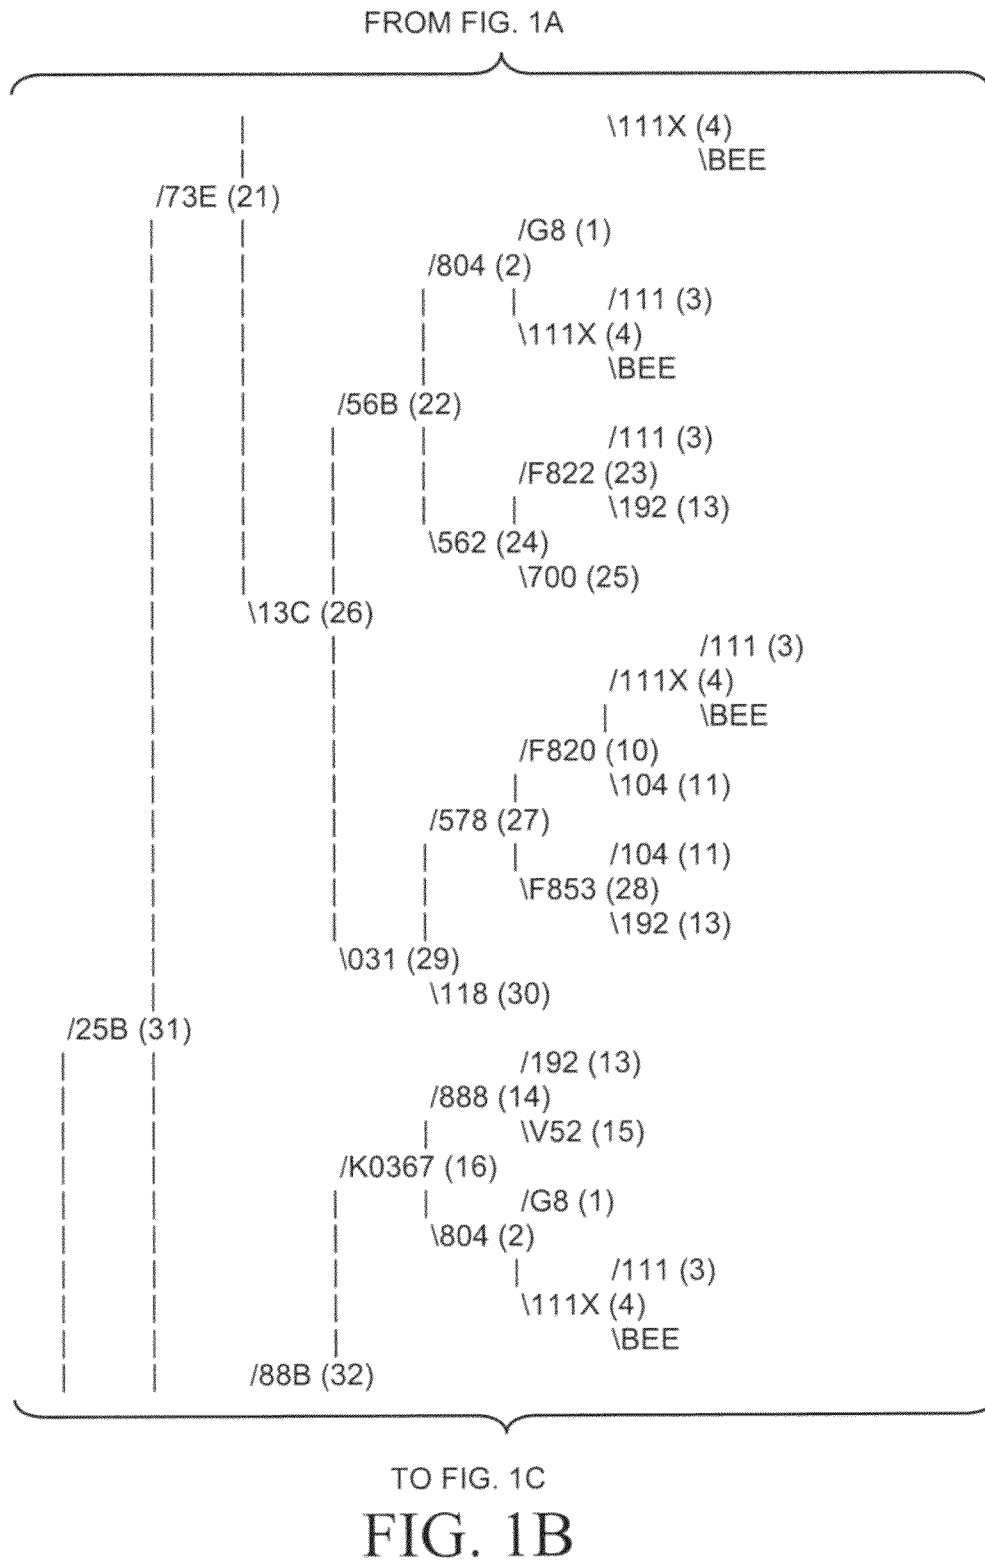 FROM FIG. 1A
\111X (4)
\BEE
/73E (21)
/G8 (1)
/804 (2)
/111 (3)
\111X (4)
\BEE
/56B (22)
/111 (3)
/F822 (23)
\192 (13)
\562 (24)
\700 (25)
\13C (26)
/111 (3)
/111X (4)
\BEE
/F820 (10)
\104 (11)
/578 (27)
/104 (11)
\F853 (28)
\192 (13)
\031 (29)
\118 (30)
/25B (31)
/192 (13)
/888 (14)
\V52 (15)
/K0367 (16)
/G8 (1)
\804 (2)
/111 (3)
\111X (4)
\BEE
/88B (32)
TO FIG. 1C
FIG. 1B